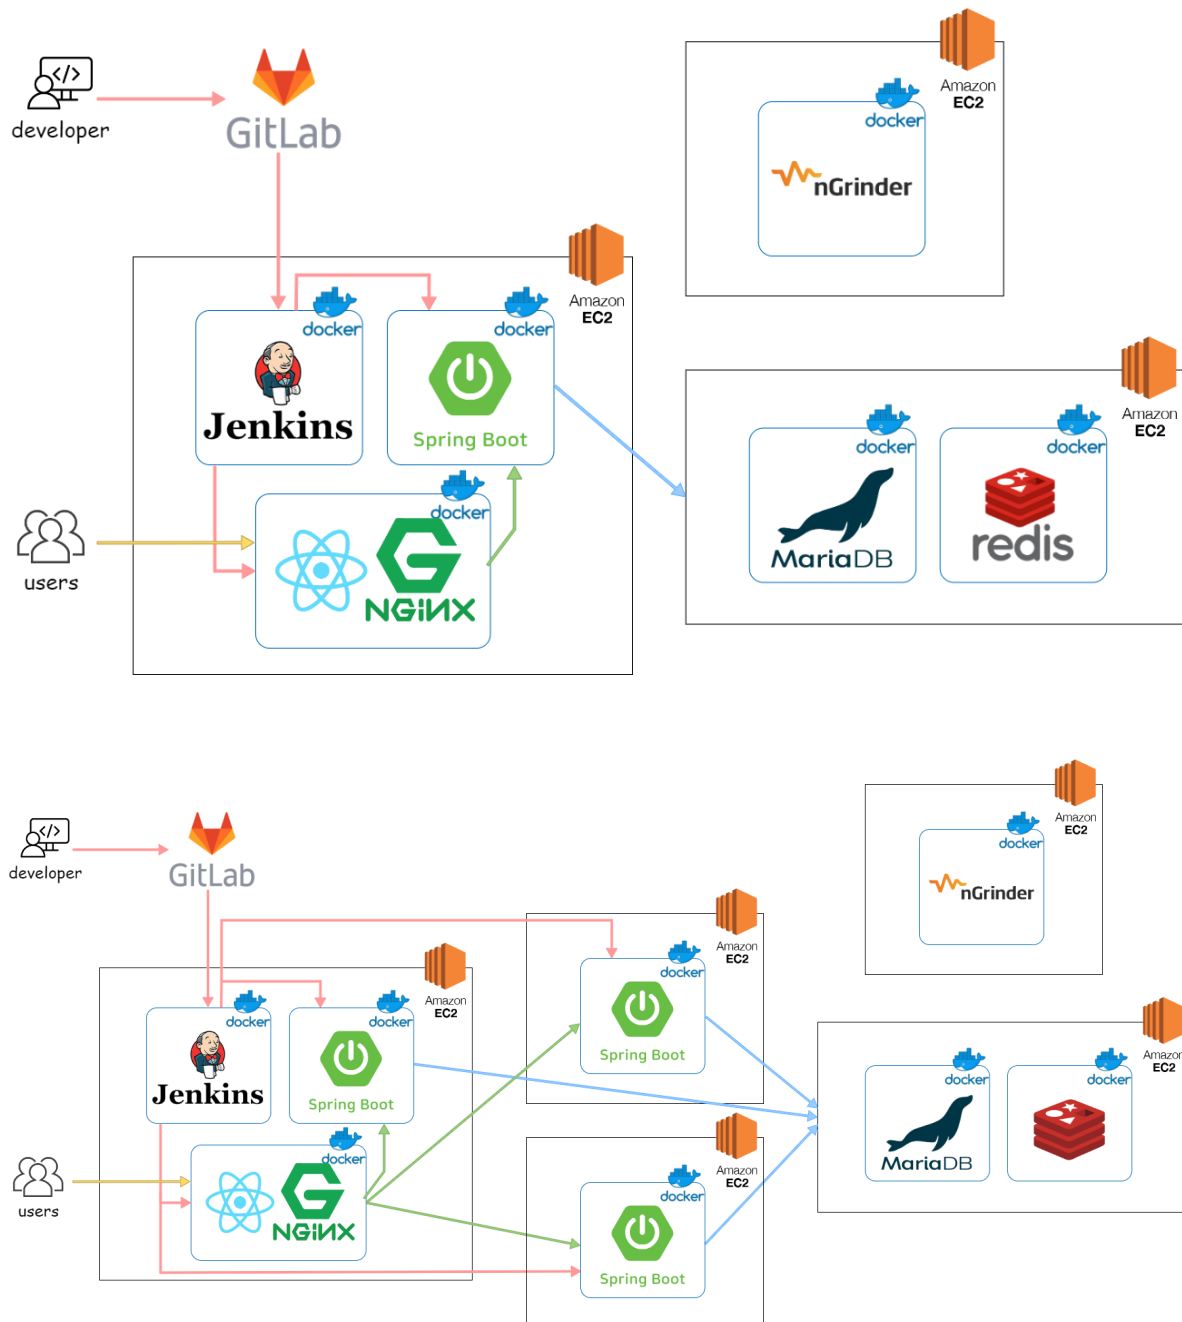 developer
GitLab
Amazon
EC2
docker
nGrinder
Amazon
EC2
docker
Jenkins
docker
Spring Boot
Amazon
EC2
docker
MariaDB
docker
redis
users
docker
NGINX
developer
GitLab
Amazon
EC2
docker
nGrinder
Amazon
EC2
docker
Jenkins
docker
Spring Boot
Amazon
EC2
docker
Spring Boot
Amazon
EC2
docker
MariaDB
docker
users
docker
NGINX
Amazon
EC2
docker
Spring Boot